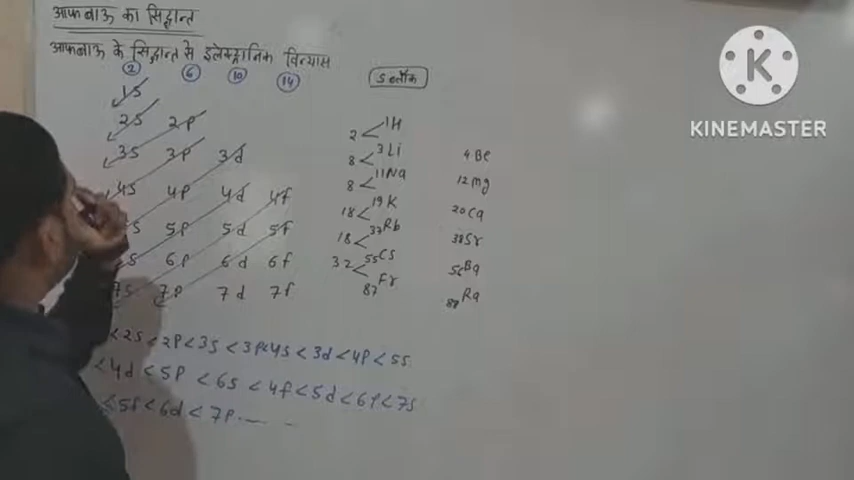 आफबाऊ का सिद्धान्त
आफबाऊ के सिद्धान्त से इलेक्ट्रानिक विन्यास
2 6 10 14
S ब्लॉक
1S
2S 2P
3S 3P 3d
4S 4P 4d 4f
S 5P 5d 5f
S 6P 6d 6f
7S 7P 7d 7f
2 < 1H
8 < 3Li
8 < 11Na
18 < 19K
18 < 37Rb
32 < 55Cs
87Fr
4Be
12Mg
20Ca
38Sr
56Ba
88Ra
<2S <2P<3S <3P<4S <3d<4P<5S
<4d <5P <6S <4f<5d<6P<7S
<5f<6d<7P.— –
K
KINEMASTER